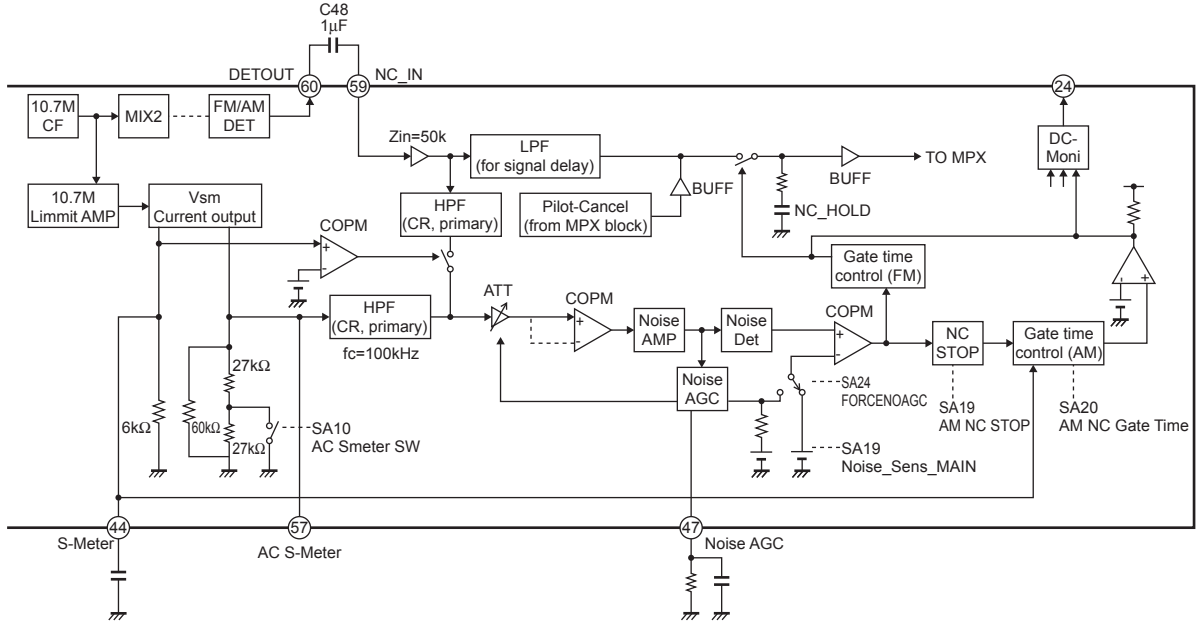 C48
1μF
DETOUT
NC_IN
60
59
24
10.7M
CF
MIX2
FM/AM
DET
Zin=50k
LPF
(for signal delay)
DC-
Moni
TO MPX
BUFF
BUFF
10.7M
Limmit AMP
Vsm
Current output
HPF
(CR, primary)
Pilot-Cancel
(from MPX block)
NC_HOLD
COPM
+
-
Gate time
control (FM)
-
+
HPF
(CR, primary)
fc=100kHz
ATT
COPM
+
-
Noise
AMP
Noise
Det
COPM
+
-
NC
STOP
Gate time
control (AM)
Noise
AGC
27kΩ
6kΩ
60kΩ
27kΩ
SA10
AC Smeter SW
SA24
FORCENOAGC
SA19
AM NC STOP
SA20
AM NC Gate Time
SA19
Noise_Sens_MAIN
44
57
47
S-Meter
AC S-Meter
Noise AGC